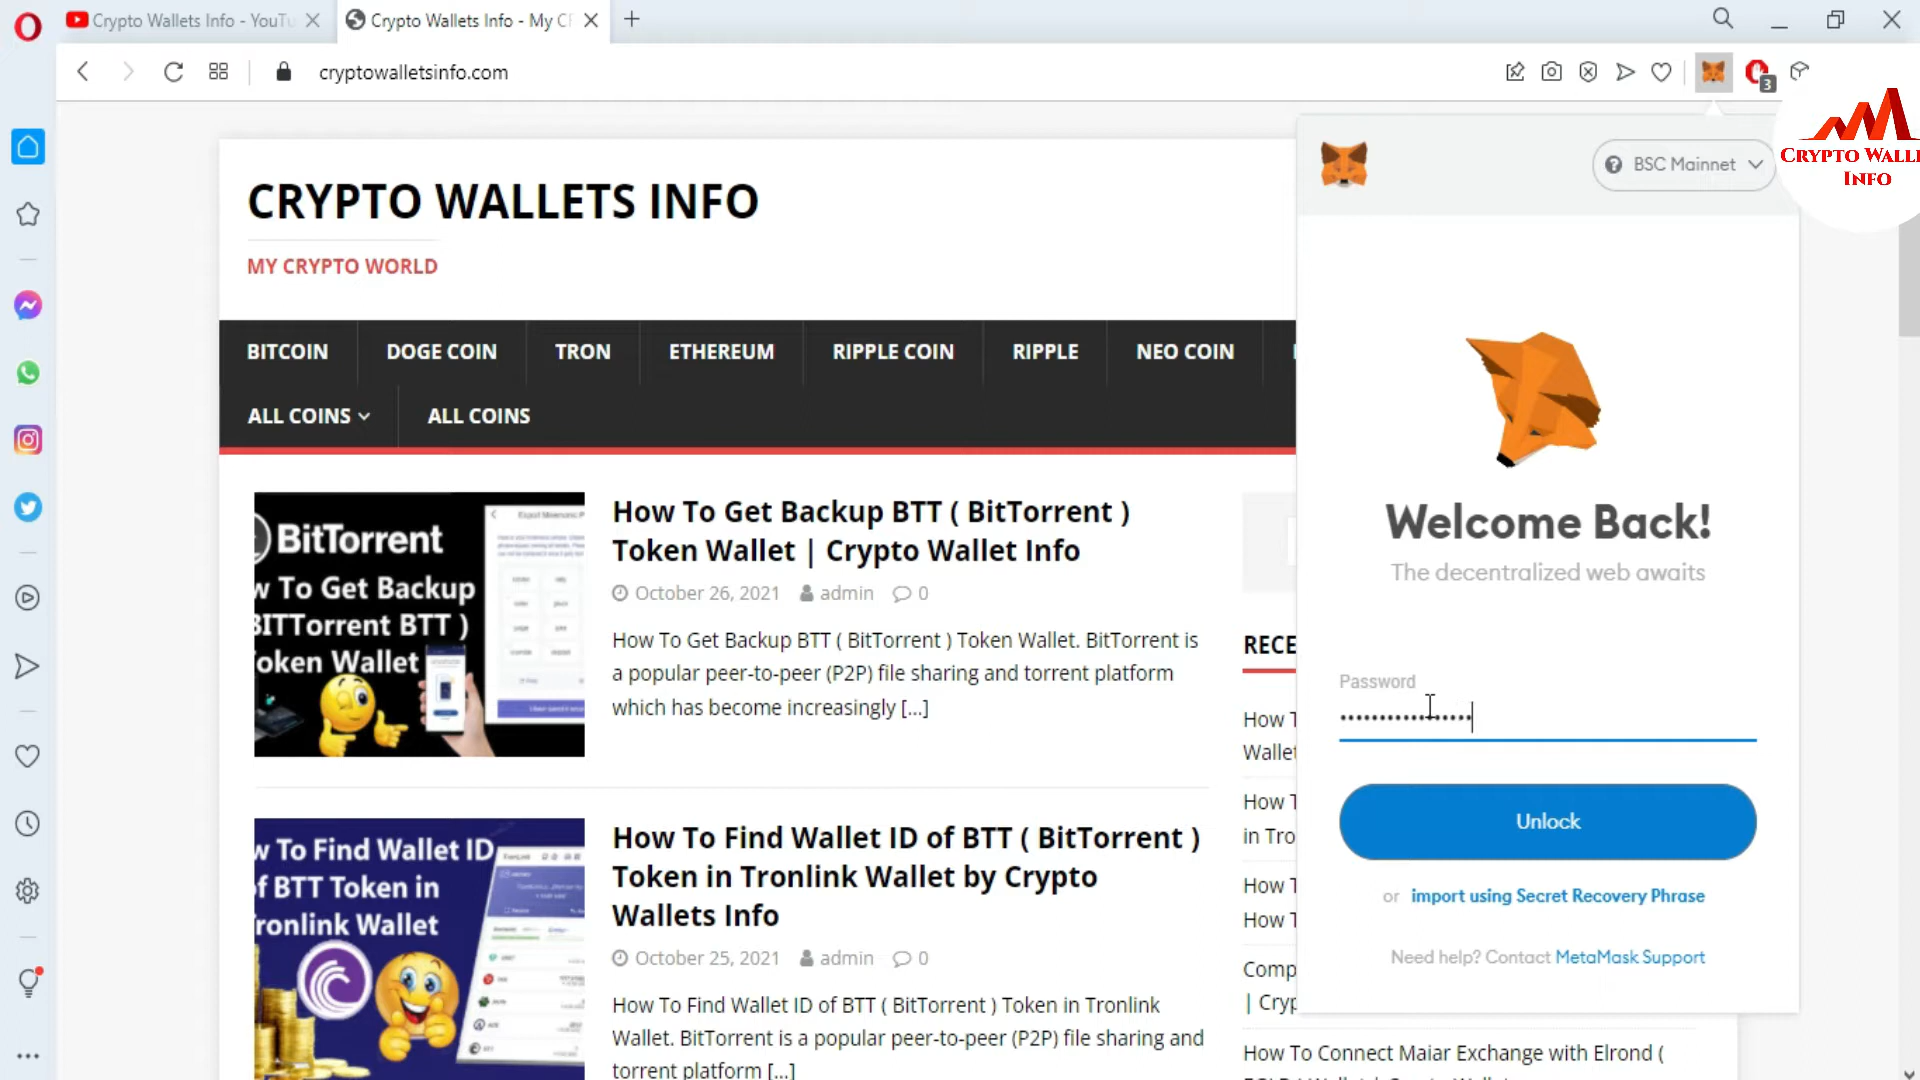 Crypto Wallets Info - YouTu
Crypto Wallets Info - My C
cryptowalletsinfo.com
3
CRYPTO WALLE
INFO
BSC Mainnet
CRYPTO WALLETS INFO
MY CRYPTO WORLD
BITCOIN
DOGE COIN
TRON
ETHEREUM
RIPPLE COIN
RIPPLE
NEO COIN
ALL COINS
ALL COINS
BitTorrent
w To Get Backup
BITTorrent BTT )
oken Wallet
How To Get Backup BTT ( BitTorrent )
Token Wallet | Crypto Wallet Info
October 26, 2021 admin 0
How To Get Backup BTT ( BitTorrent ) Token Wallet. BitTorrent is
a popular peer-to-peer (P2P) file sharing and torrent platform
which has become increasingly [...]
w To Find Wallet ID
of BTT Token in
ronlink Wallet
How To Find Wallet ID of BTT ( BitTorrent )
Token in Tronlink Wallet by Crypto
Wallets Info
October 25, 2021 admin 0
How To Find Wallet ID of BTT ( BitTorrent ) Token in Tronlink
Wallet. BitTorrent is a popular peer-to-peer (P2P) file sharing and
torrent platform [...]
RECE
How T
Wallet
How T
in Tro
How T
How T
Comp
| Cryp
How To Connect Maiar Exchange with Elrond (
Welcome Back!
The decentralized web awaits
Password
Unlock
or import using Secret Recovery Phrase
Need help? Contact MetaMask Support